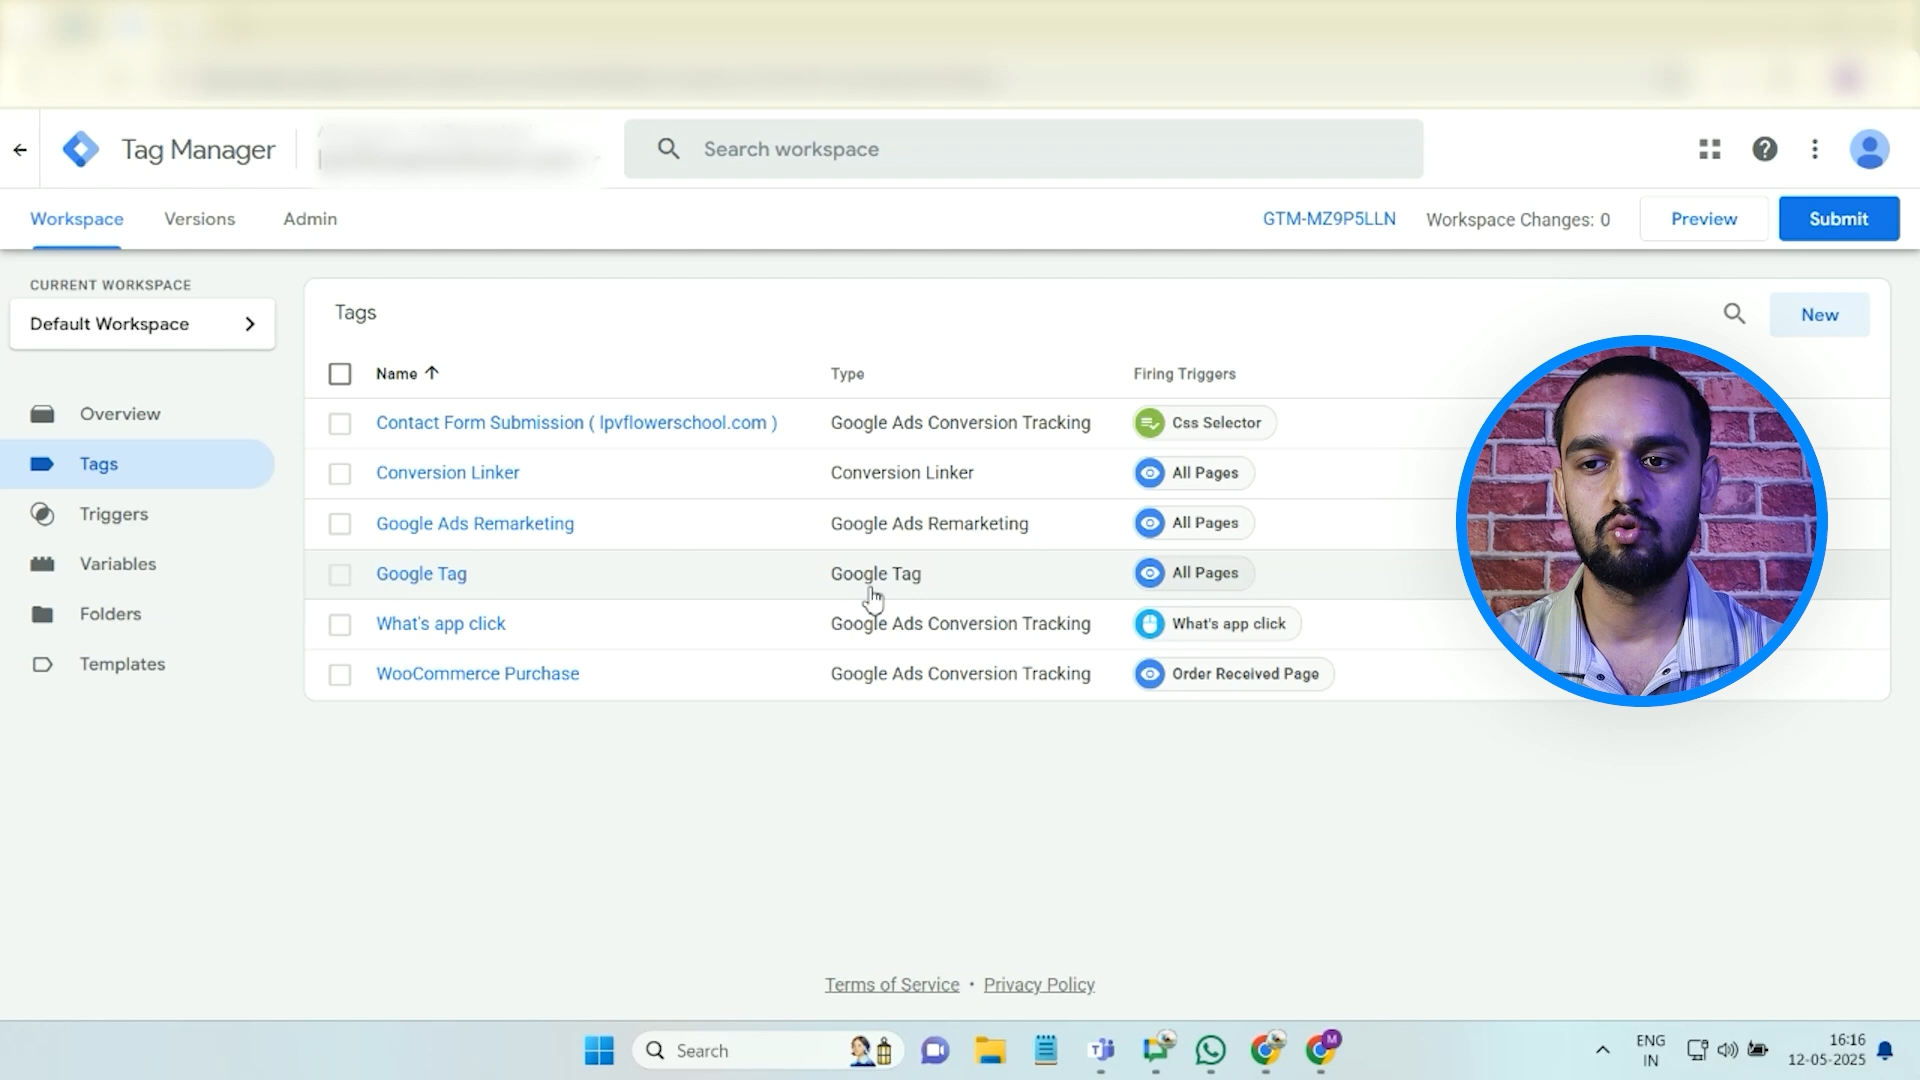 Tag Manager
Search workspace
Workspace Versions Admin
GTM-MZ9P5LLN Workspace Changes: 0 Preview Submit
CURRENT WORKSPACE
Default Workspace
Overview
Tags
Triggers
Variables
Folders
Templates
Tags
New
Name Type Firing Triggers
Contact Form Submission ( lpvflowerschool.com ) Google Ads Conversion Tracking Css Selector
Conversion Linker Conversion Linker All Pages
Google Ads Remarketing Google Ads Remarketing All Pages
Google Tag Google Tag All Pages
What's app click Google Ads Conversion Tracking What's app click
WooCommerce Purchase Google Ads Conversion Tracking Order Received Page
Terms of Service • Privacy Policy
Search
M
ENG
IN
16:16
12-05-2025